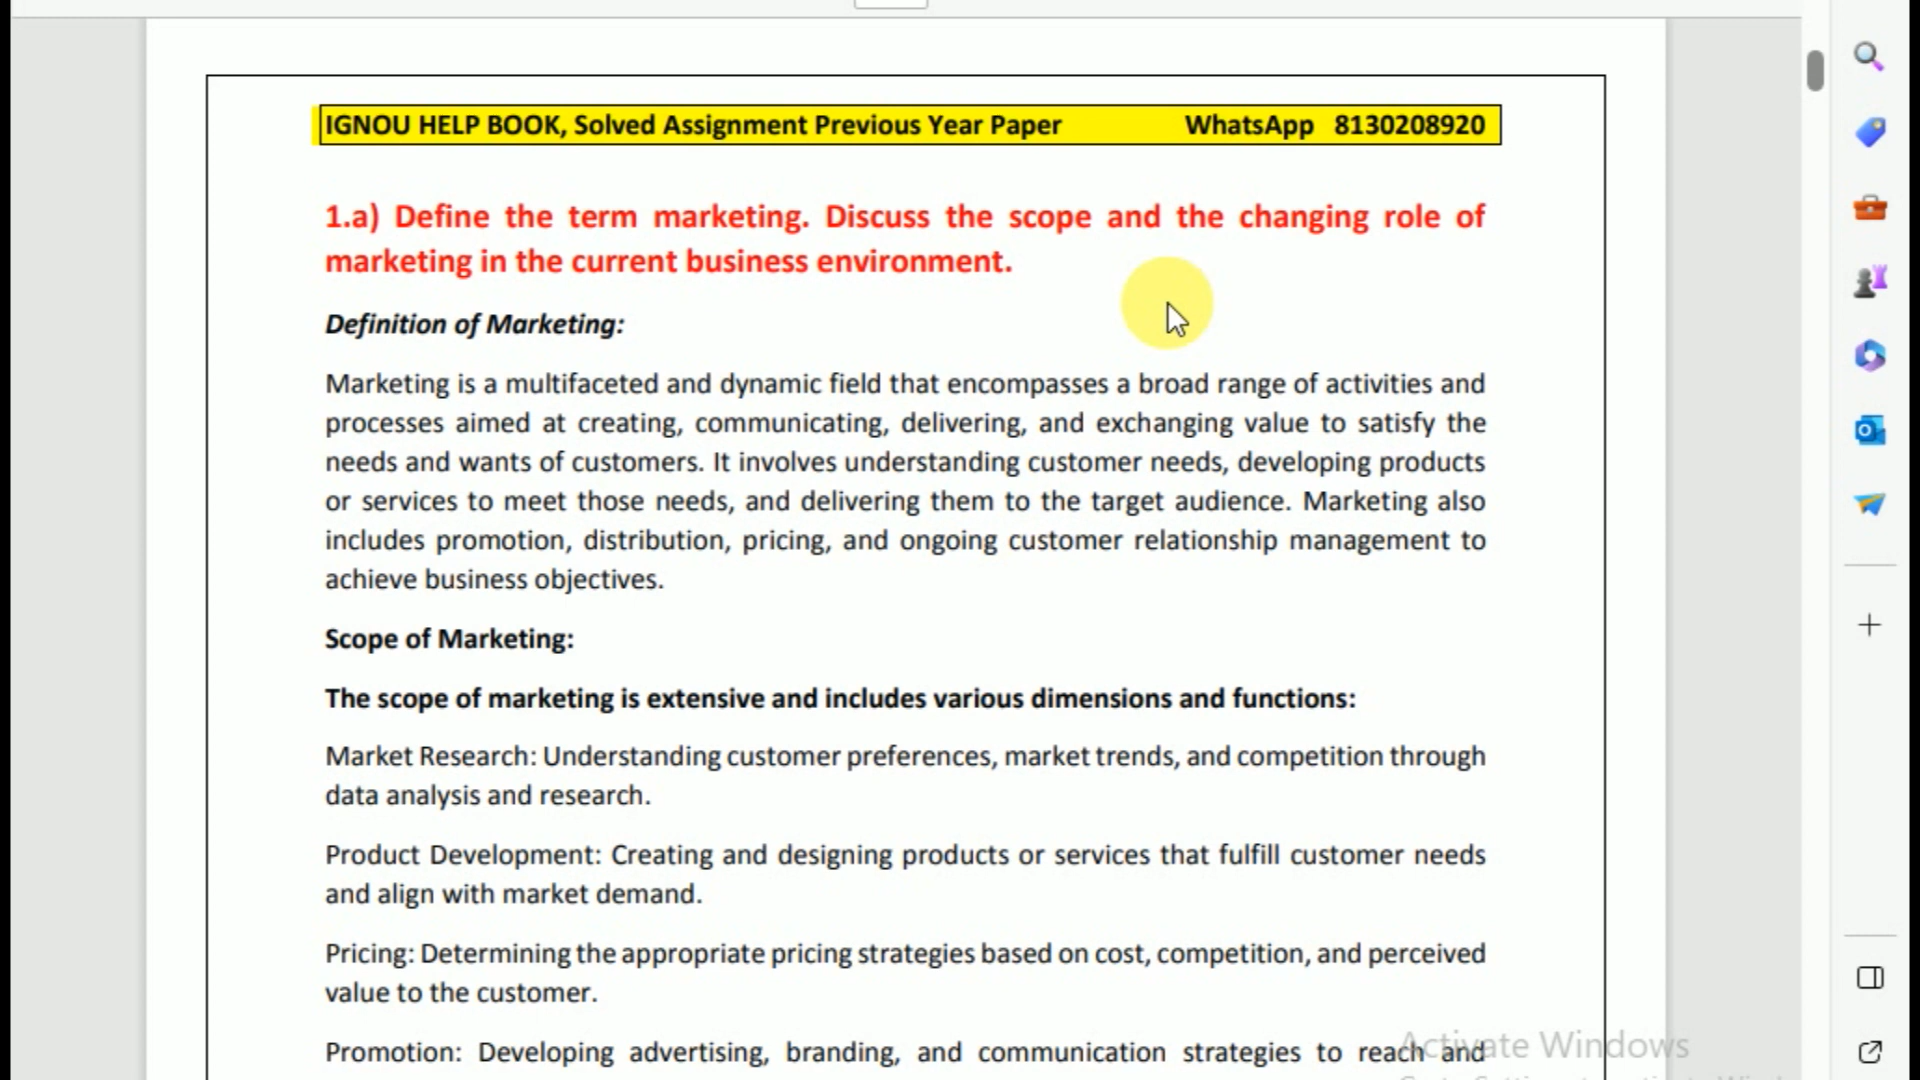 IGNOU HELP BOOK, Solved Assignment Previous Year Paper WhatsApp 8130208920
1.a) Define the term marketing. Discuss the scope and the changing role of
marketing in the current business environment.
Definition of Marketing:
Marketing is a multifaceted and dynamic field that encompasses a broad range of activities and
processes aimed at creating, communicating, delivering, and exchanging value to satisfy the
needs and wants of customers. It involves understanding customer needs, developing products
or services to meet those needs, and delivering them to the target audience. Marketing also
includes promotion, distribution, pricing, and ongoing customer relationship management to
achieve business objectives.
Scope of Marketing:
The scope of marketing is extensive and includes various dimensions and functions:
Market Research: Understanding customer preferences, market trends, and competition through
data analysis and research.
Product Development: Creating and designing products or services that fulfill customer needs
and align with market demand.
Pricing: Determining the appropriate pricing strategies based on cost, competition, and perceived
value to the customer.
Promotion: Developing advertising, branding, and communication strategies to reach and
Activate Windows